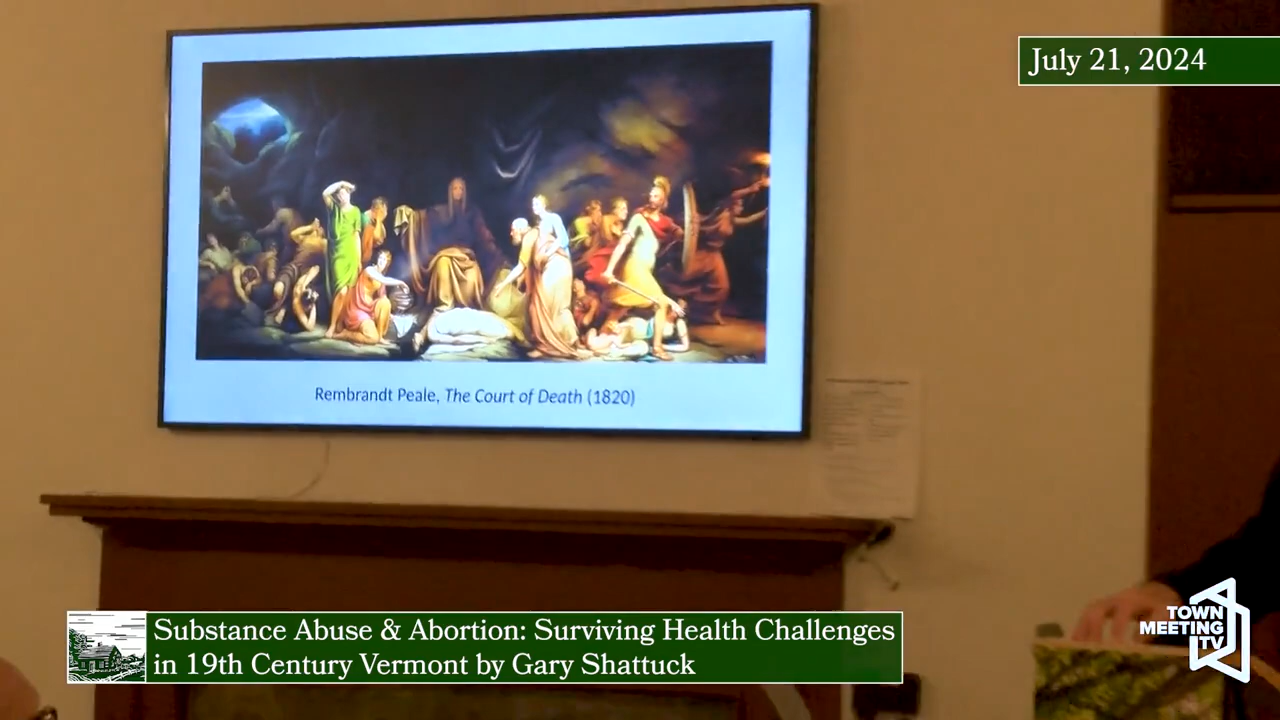 July 21, 2024
Rembrandt Peale, The Court of Death (1820)
Substance Abuse & Abortion: Surviving Health Challenges
in 19th Century Vermont by Gary Shattuck
TOWN
MEETING
TV